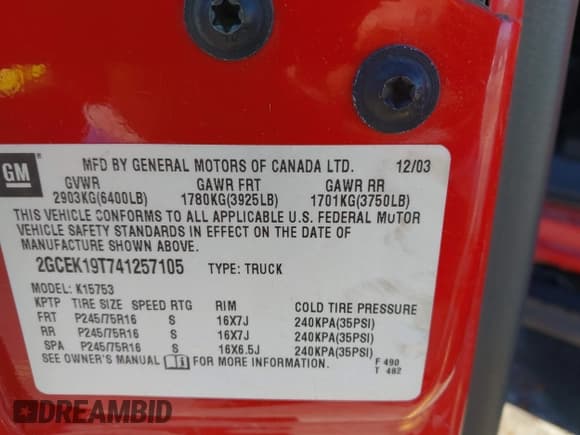 GM
MFD BY GENERAL MOTORS OF CANADA LTD. 12/03
GVWR GAWR FRT GAWR RR
2903KG(6400LB) 1780KG(3925LB) 1701KG(3750LB)
THIS VEHICLE CONFORMS TO ALL APPLICABLE U.S. FEDERAL MOTOR
VEHICLE SAFETY STANDARDS IN EFFECT ON THE DATE OF
MANUFACTURE SHOWN ABOVE.
2GCEK19T741257105 TYPE: TRUCK
MODEL: K15753
KPTP TIRE SIZE SPEED RTG RIM COLD TIRE PRESSURE
FRT P245/75R16 S 16X7J 240KPA(35PSI)
RR P245/75R16 S 16X7J 240KPA(35PSI)
SPA P245/75R16 S 16X6.5J 240KPA(35PSI)
SEE OWNER'S MANUAL FOR MORE INFORMATION.
F 490
T 482
DREAMBID